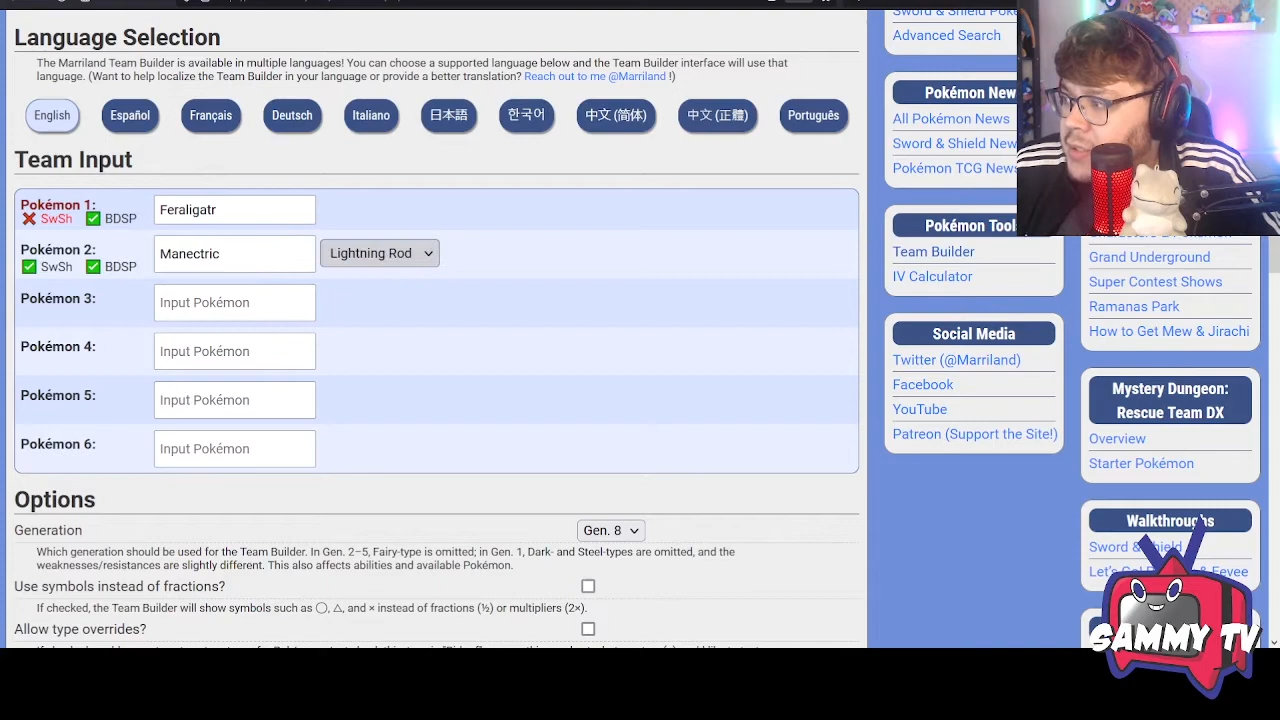 Language Selection
The Marriland Team Builder is available in multiple languages! You can choose a supported language below and the Team Builder interface will use that
language. (Want to help localize the Team Builder in your language or provide a better translation? Reach out to me @Marriland !)
English Español Français Deutsch Italiano 日本語 한국어 中文 (简体) 中文 (正體) Português
Team Input
Pokémon 1:
SwSh BDSP
Feraligatr
Pokémon 2:
SwSh BDSP
Manectric
Lightning Rod
Pokémon 3:
Input Pokémon
Pokémon 4:
Input Pokémon
Pokémon 5:
Input Pokémon
Pokémon 6:
Input Pokémon
Options
Generation
Gen. 8
Which generation should be used for the Team Builder. In Gen. 2–5, Fairy-type is omitted; in Gen. 1, Dark- and Steel-types are omitted, and the
weaknesses/resistances are slightly different. This also affects abilities and available Pokémon.
Use symbols instead of fractions?
If checked, the Team Builder will show symbols such as ◯, △, and × instead of fractions (½) or multipliers (2×).
Allow type overrides?
Advanced Search
Pokémon New
All Pokémon News
Sword & Shield New
Pokémon TCG New
Pokémon Tool
Team Builder
IV Calculator
Social Media
Twitter (@Marriland)
Facebook
YouTube
Patreon (Support the Site!)
Grand Underground
Super Contest Shows
Ramanas Park
How to Get Mew & Jirachi
Mystery Dungeon:
Rescue Team DX
Overview
Starter Pokémon
Walkthroughs
Sword & Shield
Let's Go! Eevee
SAMMY TV